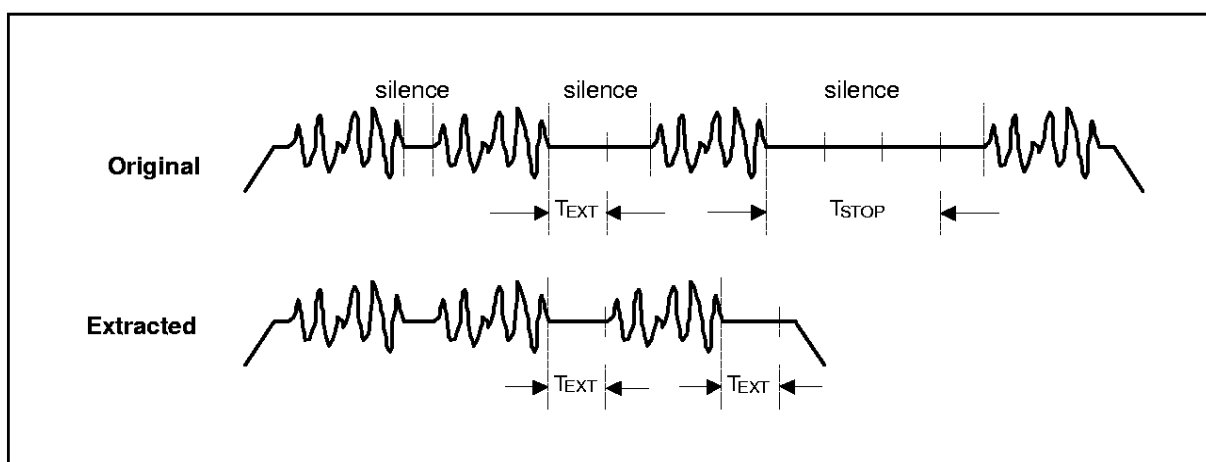 silence silence silence
Original
TEXT TSTOP
Extracted
TEXT TEXT